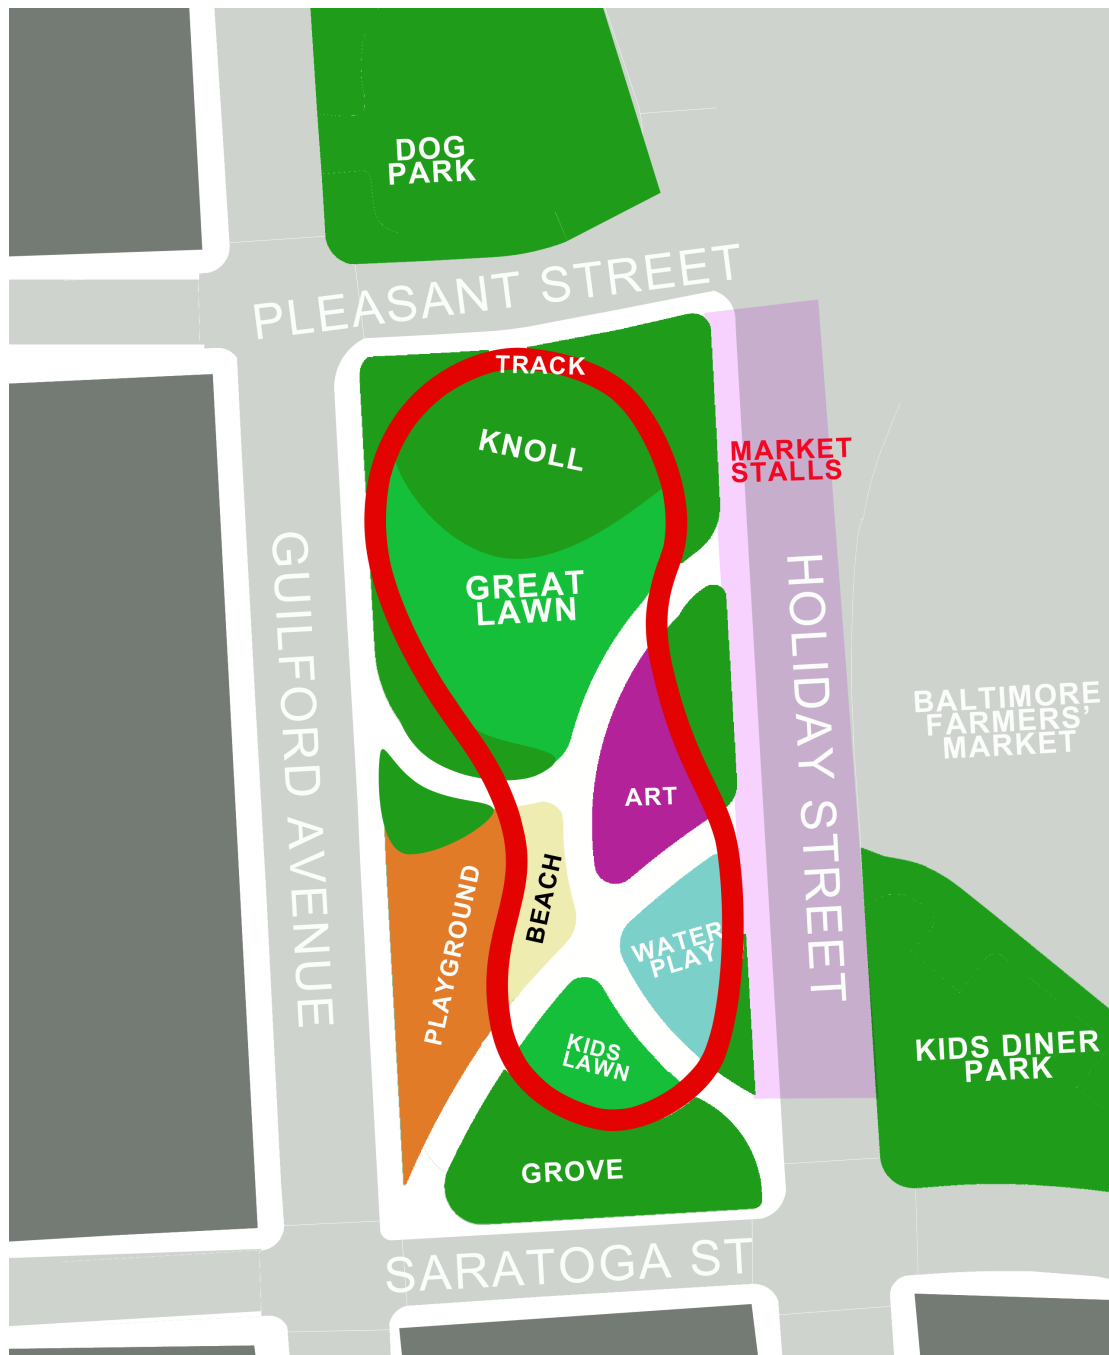 DOG
PARK
PLEASANT STREET
TRACK
KNOLL
MARKET
STALLS
GREAT
LAWN
GUILFORD AVENUE
HOLIDAY STREET
BALTIMORE
FARMERS'
MARKET
ART
BEACH
PLAYGROUND
WATER
PLAY
KIDS
LAWN
KIDS DINER
PARK
GROVE
SARATOGA ST